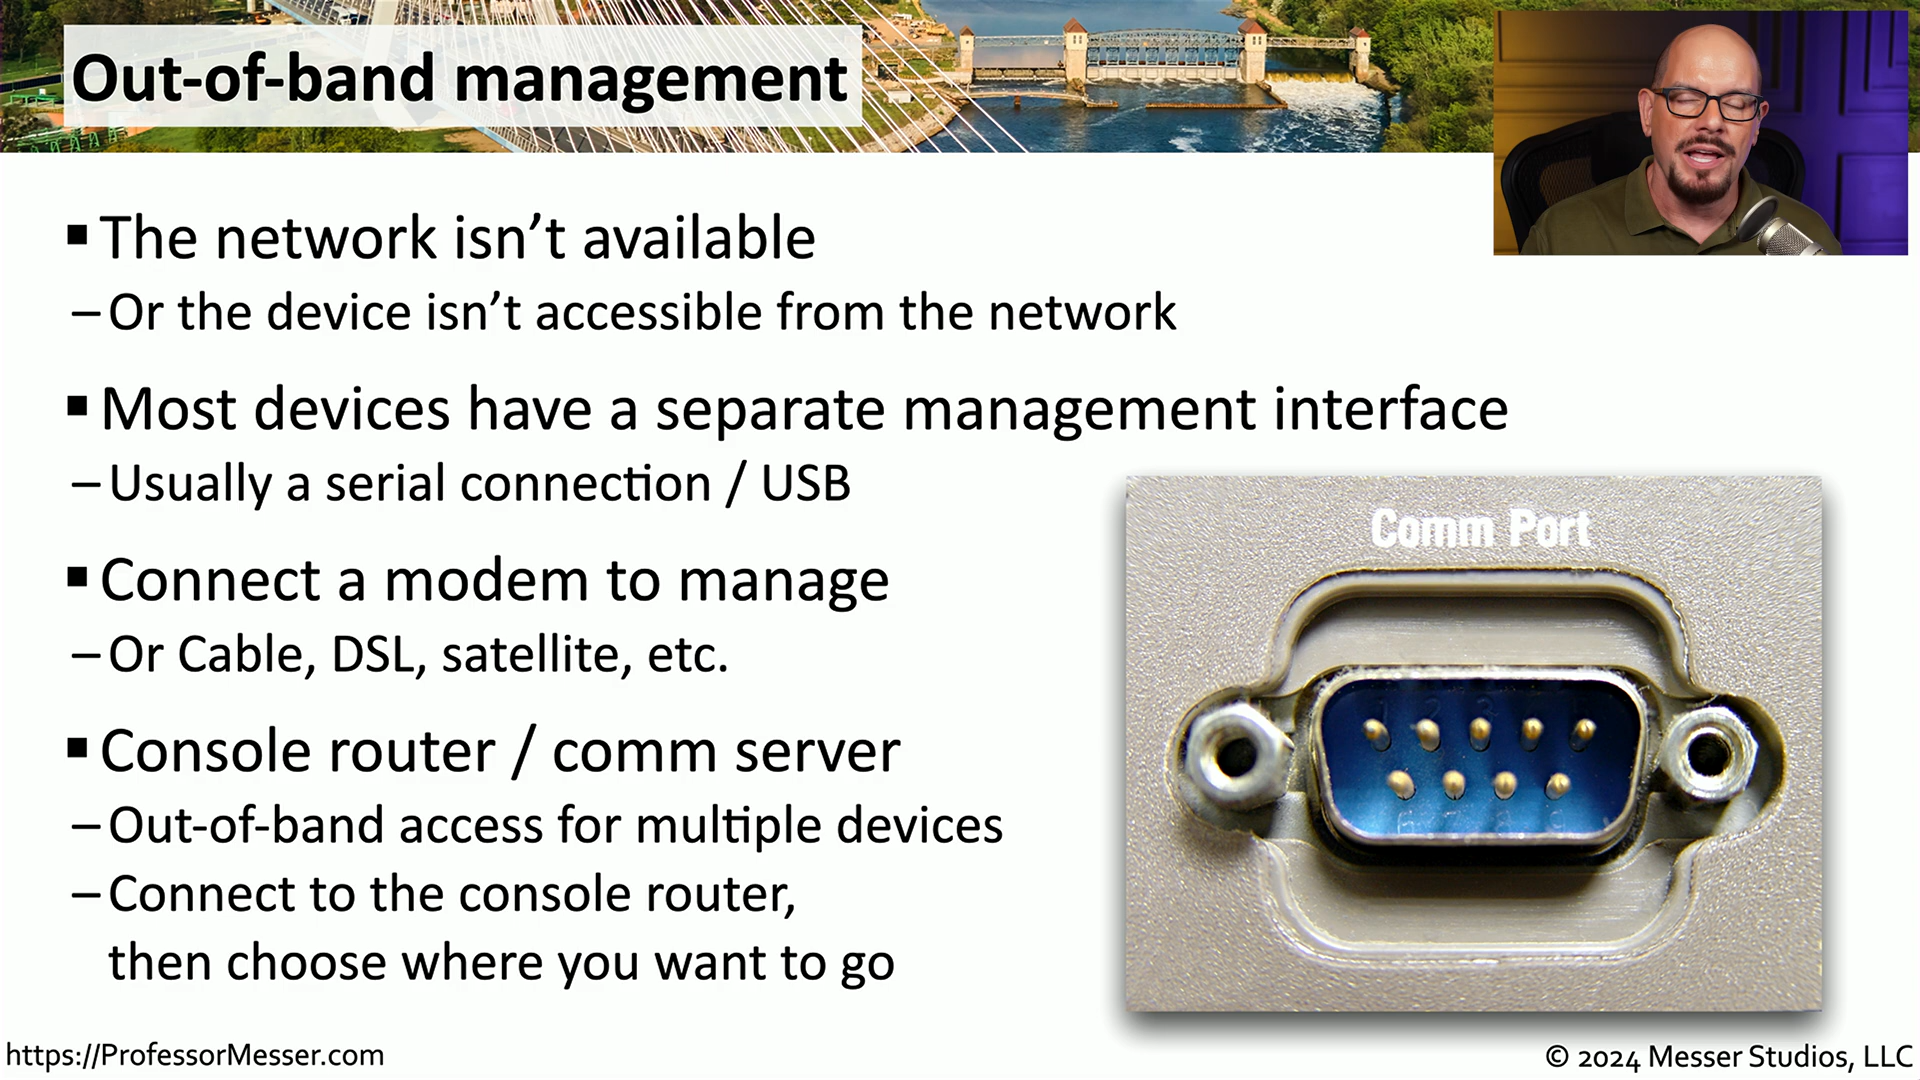 Out-of-band management
▪ The network isn’t available
– Or the device isn’t accessible from the network
▪ Most devices have a separate management interface
– Usually a serial connection / USB
▪ Connect a modem to manage
– Or Cable, DSL, satellite, etc.
▪ Console router / comm server
– Out-of-band access for multiple devices
– Connect to the console router,
then choose where you want to go
Comm Port
https://ProfessorMesser.com
© 2024 Messer Studios, LLC